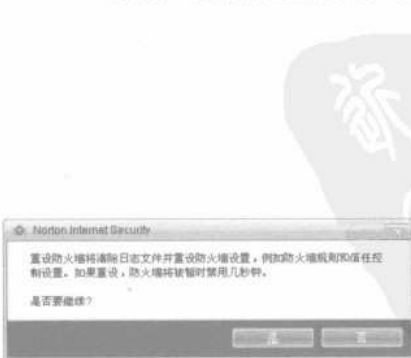 Norton Internet Security
重设防火墙将清除日志文件并重设防火墙设置，例如防火墙规则和信任控
制设置。如果重设，防火墙将被暂时禁用几秒钟。
是否要继续？
是 否